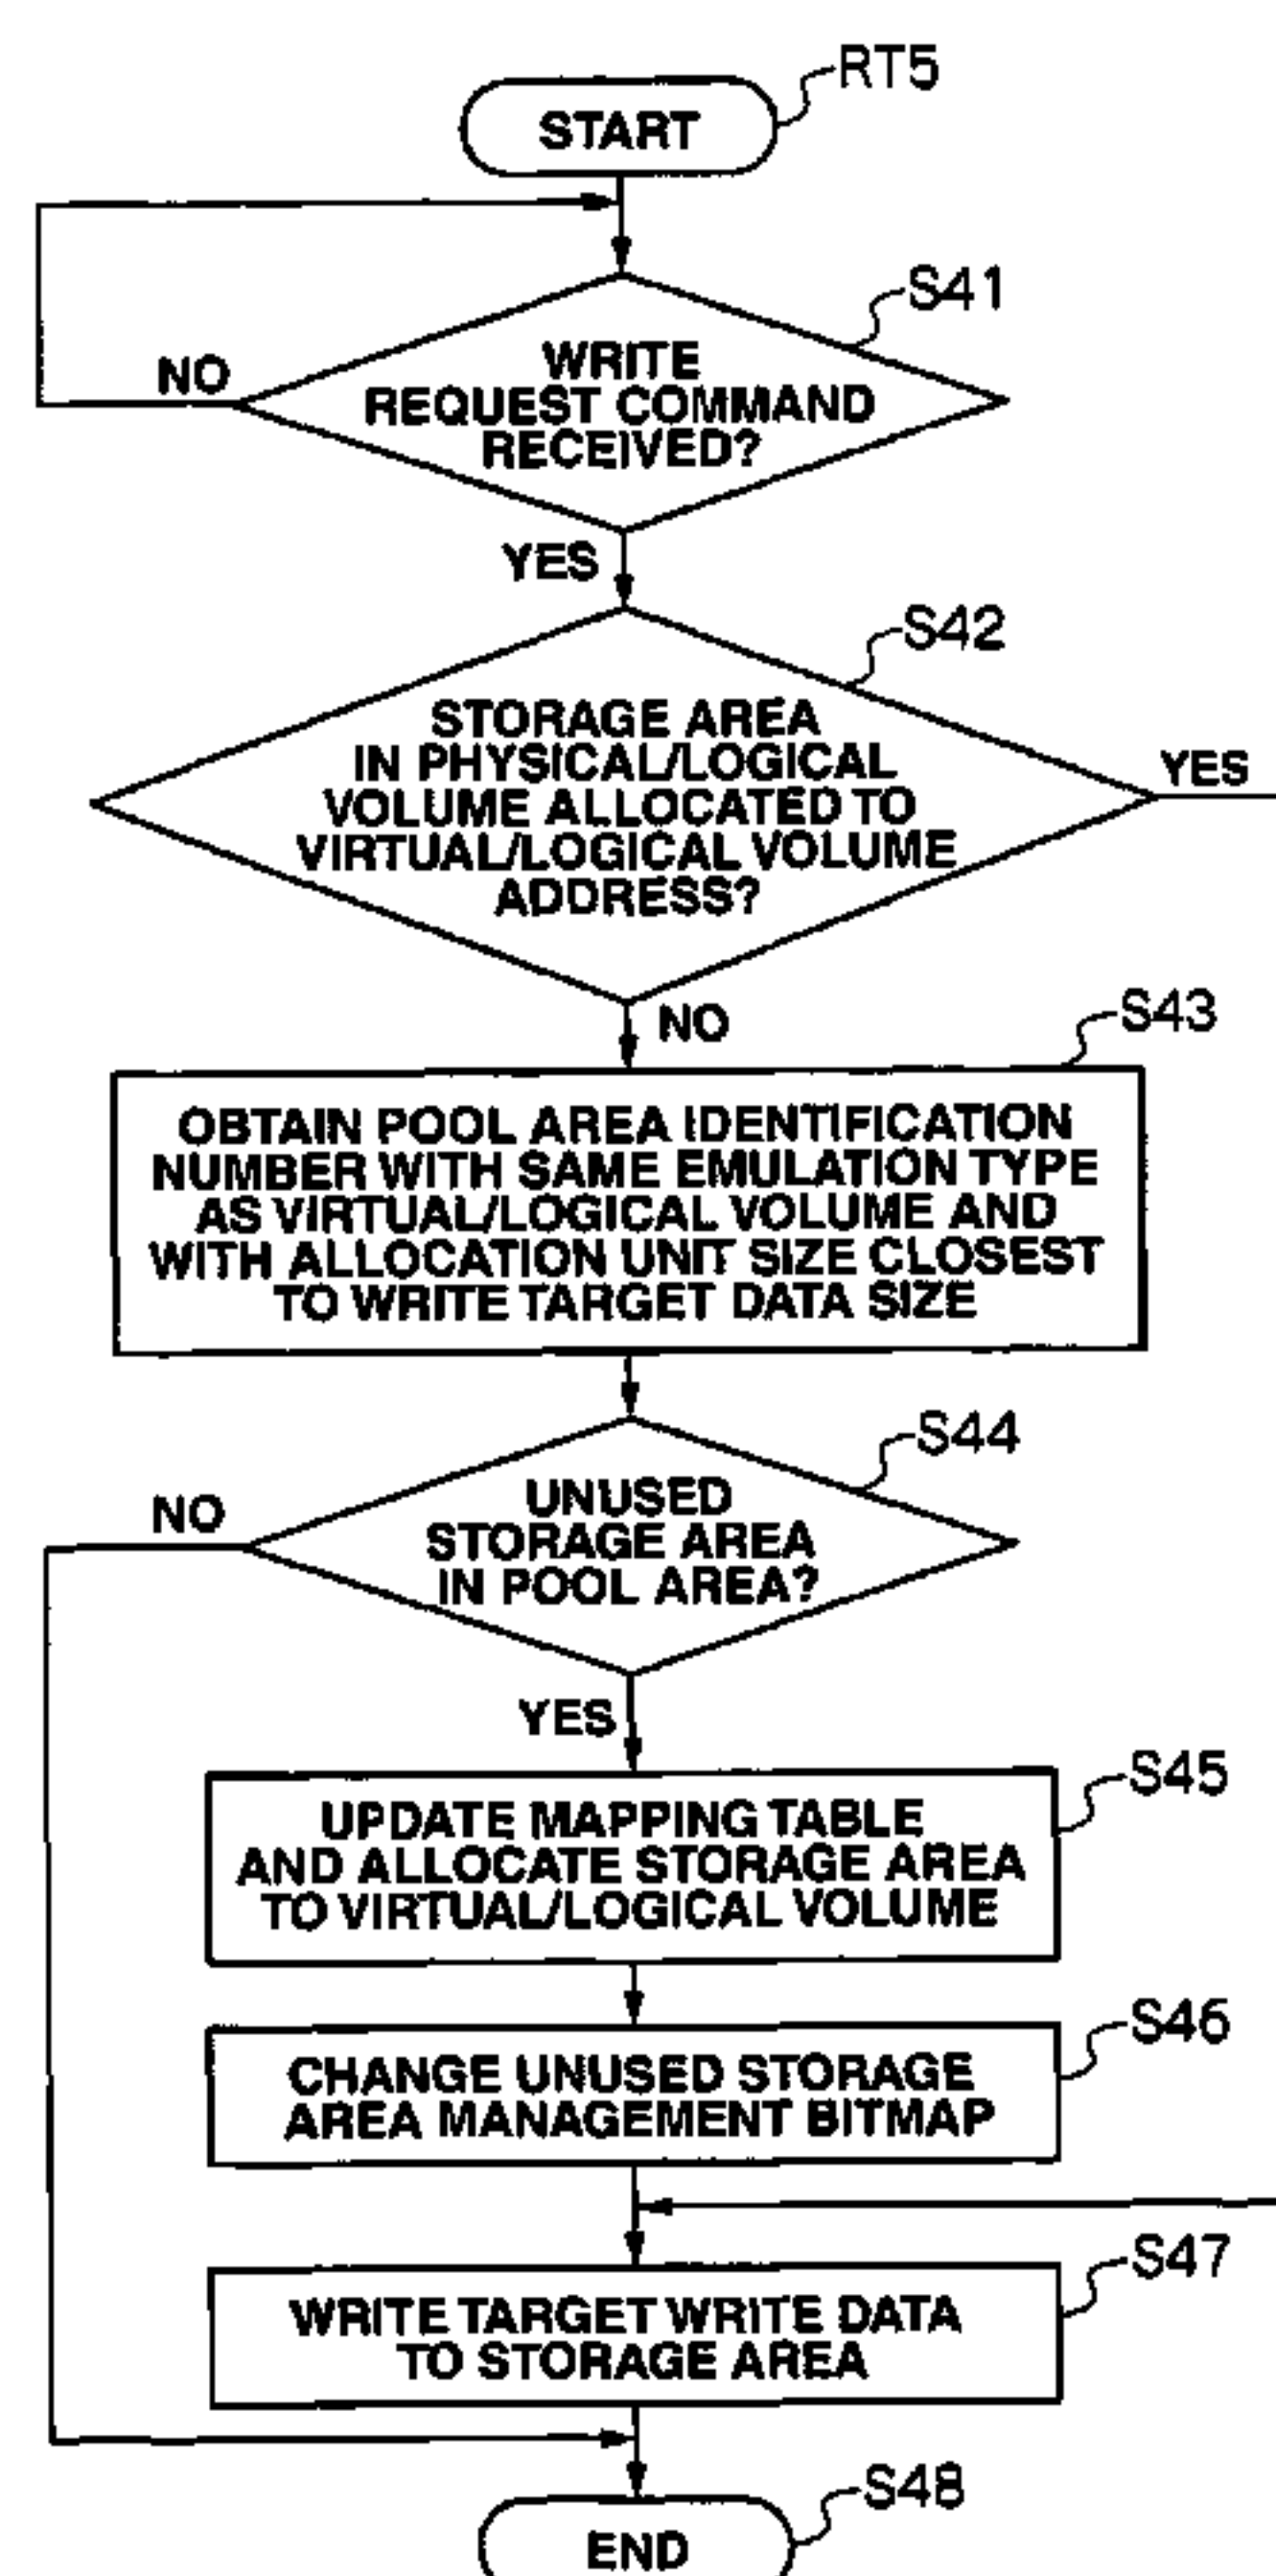 RT5
START
S41
NO
WRITE
REQUEST COMMAND
RECEIVED?
YES
S42
STORAGE AREA
IN PHYSICAL/LOGICAL
VOLUME ALLOCATED TO
VIRTUAL/LOGICAL VOLUME
ADDRESS?
YES
NO
S43
OBTAIN POOL AREA IDENTIFICATION
NUMBER WITH SAME EMULATION TYPE
AS VIRTUAL/LOGICAL VOLUME AND
WITH ALLOCATION UNIT SIZE CLOSEST
TO WRITE TARGET DATA SIZE
S44
NO
UNUSED
STORAGE AREA
IN POOL AREA?
YES
S45
UPDATE MAPPING TABLE
AND ALLOCATE STORAGE AREA
TO VIRTUAL/LOGICAL VOLUME
S46
CHANGE UNUSED STORAGE
AREA MANAGEMENT BITMAP
S47
WRITE TARGET WRITE DATA
TO STORAGE AREA
S48
END